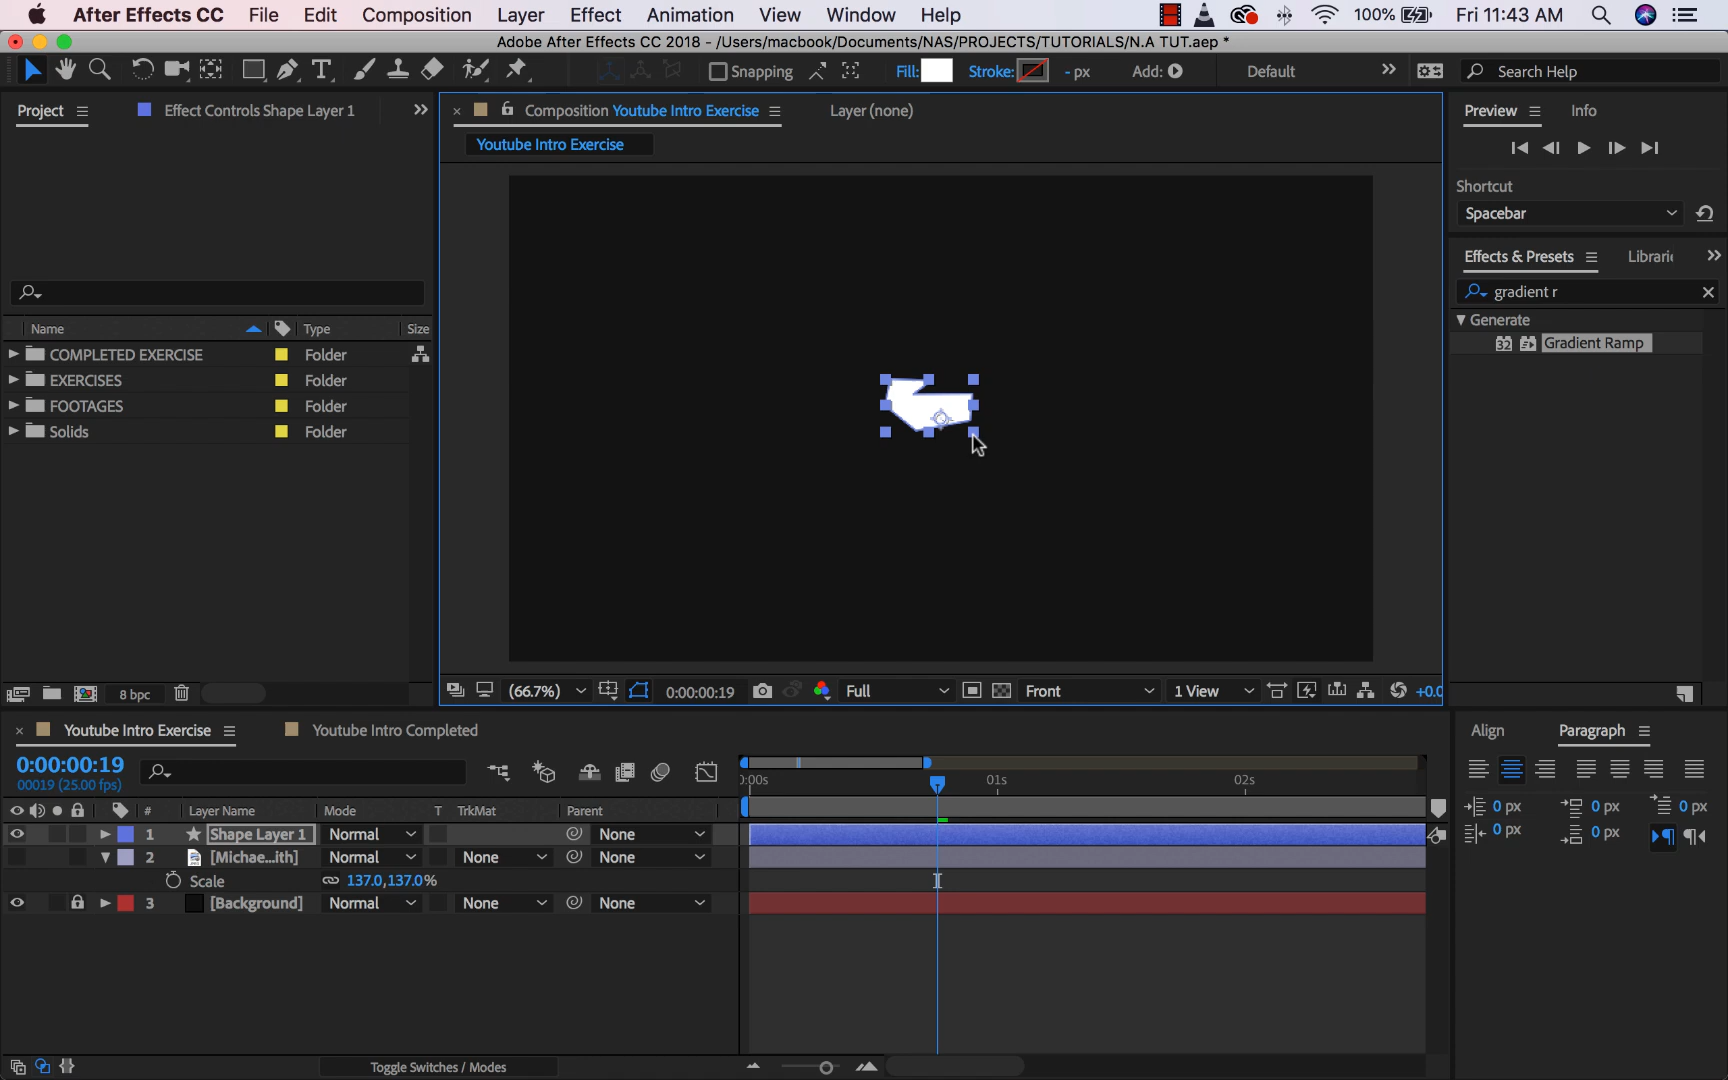 After Effects CC File Edit Composition Layer Effect Animation View Window Help 100% Fri 11:43 AM
Adobe After Effects CC 2018 - /Users/macbook/Documents/NAS/PROJECTS/TUTORIALS/N.A TUT.aep *
Snapping Fill: Stroke: - px Add: Default Search Help
Project Effect Controls Shape Layer 1 Composition Youtube Intro Exercise Layer (none) Preview Info
Youtube Intro Exercise
Shortcut
Spacebar
Effects & Presets Librari
gradient r
Generate
32 Gradient Ramp
Name Type Size
COMPLETED EXERCISE Folder
EXERCISES Folder
FOOTAGES Folder
Solids Folder
8 bpc (66.7%) 0:00:00:19 Full Front 1 View +0.0
Youtube Intro Exercise Youtube Intro Completed Align Paragraph
0:00:00:19
00019 (25.00 fps)
0:00s 01s 02s
# Layer Name Mode T TrkMat Parent
1 Shape Layer 1 Normal None
2 [Michae...ith] Normal None None
Scale 137.0,137.0%
3 [Background] Normal None None
0 px 0 px 0 px
0 px 0 px
Toggle Switches / Modes